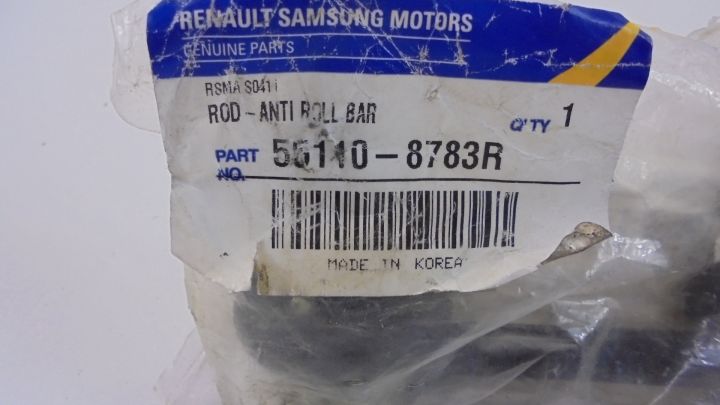 RENAULT SAMSUNG MOTORS
GENUINE PARTS
RSMA S0411
ROD-ANTI ROLL BAR
Q'TY 1
PART NO. 55110-8783R
MADE IN KOREA